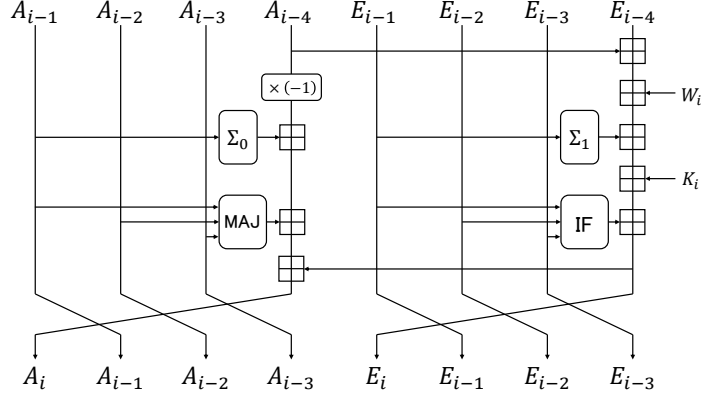 A_{i−1} A_{i−2} A_{i−3} A_{i−4} E_{i−1} E_{i−2} E_{i−3} E_{i−4}
× (−1)
W_i
Σ_0 Σ_1
K_i
MAJ IF
A_i A_{i−1} A_{i−2} A_{i−3} E_i E_{i−1} E_{i−2} E_{i−3}